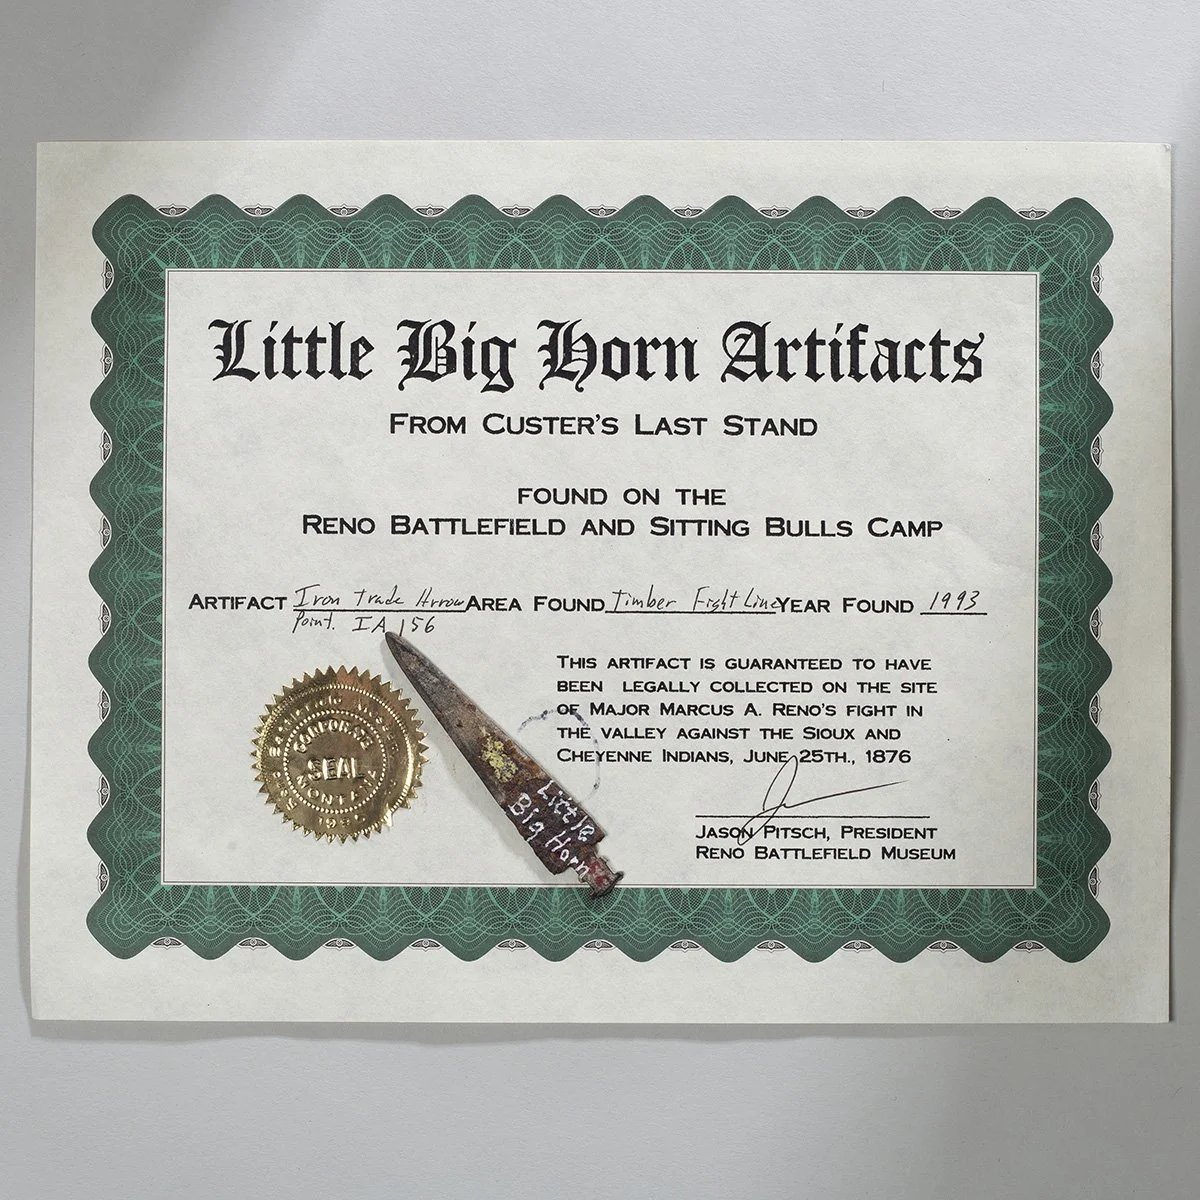 Little Big Horn Artifacts
FROM CUSTER'S LAST STAND
FOUND ON THE
RENO BATTLEFIELD AND SITTING BULLS CAMP
ARTIFACT Iron trade Arrow AREA FOUND Timber Fight Line YEAR FOUND 1993
Point. IA 156
THIS ARTIFACT IS GUARANTEED TO HAVE
BEEN LEGALLY COLLECTED ON THE SITE
OF MAJOR MARCUS A. RENO'S FIGHT IN
THE VALLEY AGAINST THE SIOUX AND
CHEYENNE INDIANS, JUNE 25TH., 1876
SEAL
Little
Big Horn
JASON PITSCH, PRESIDENT
RENO BATTLEFIELD MUSEUM